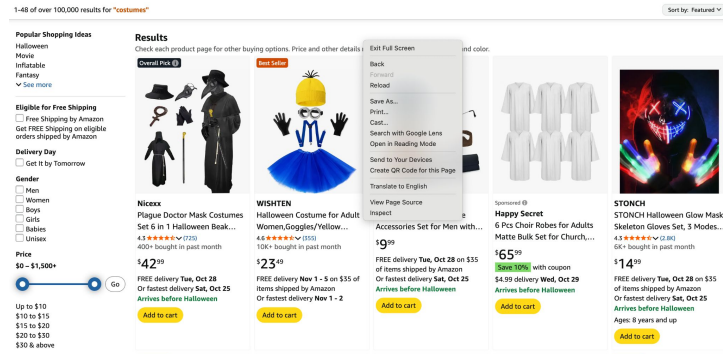 1-48 of over 100,000 results for "costumes"
Sort by: Featured
Popular Shopping Ideas
Halloween
Movie
Inflatable
Fantasy
See more
Eligible for Free Shipping
Free Shipping by Amazon
Get FREE Shipping on eligible
orders shipped by Amazon
Delivery Day
Get It by Tomorrow
Gender
Men
Women
Boys
Girls
Babies
Unisex
Price
$0 – $1,500+
Go
Up to $10
$10 to $15
$15 to $20
$20 to $30
$30 & above
Results
Check each product page for other buying options. Price and other details
and color.
Overall Pick
Nicexx
Plague Doctor Mask Costumes
Set 6 in 1 Halloween Beak...
4.3 (725)
400+ bought in past month
$42 99
FREE delivery Tue, Oct 28
Or fastest delivery Sat, Oct 25
Arrives before Halloween
Add to cart
Best Seller
WISHTEN
Halloween Costume for Adult
Women,Goggles/Yellow...
4.6 (355)
10K+ bought in past month
$23 49
FREE delivery Nov 1 - 5 on $35 of
items shipped by Amazon
Or fastest delivery Nov 1 - 2
Add to cart
Exit Full Screen
Back
Forward
Reload
Save As...
Print...
Cast...
Search with Google Lens
Open in Reading Mode
Send to Your Devices
Create QR Code for this Page
Translate to English
View Page Source
Inspect
Accessories Set for Men with...
$9 99
FREE delivery Tue, Oct 28 on $35
of items shipped by Amazon
Or fastest delivery Sat, Oct 25
Arrives before Halloween
Add to cart
Sponsored
Happy Secret
6 Pcs Choir Robes for Adults
Matte Bulk Set for Church,...
$65 99
Save 10% with coupon
$4.99 delivery Wed, Oct 29
Arrives before Halloween
Add to cart
STONCH
STONCH Halloween Glow Mask
Skeleton Gloves Set, 3 Modes...
4.3 (2.8K)
6K+ bought in past month
$14 99
FREE delivery Tue, Oct 28 on $35
of items shipped by Amazon
Or fastest delivery Sat, Oct 25
Arrives before Halloween
Ages: 8 years and up
Add to cart